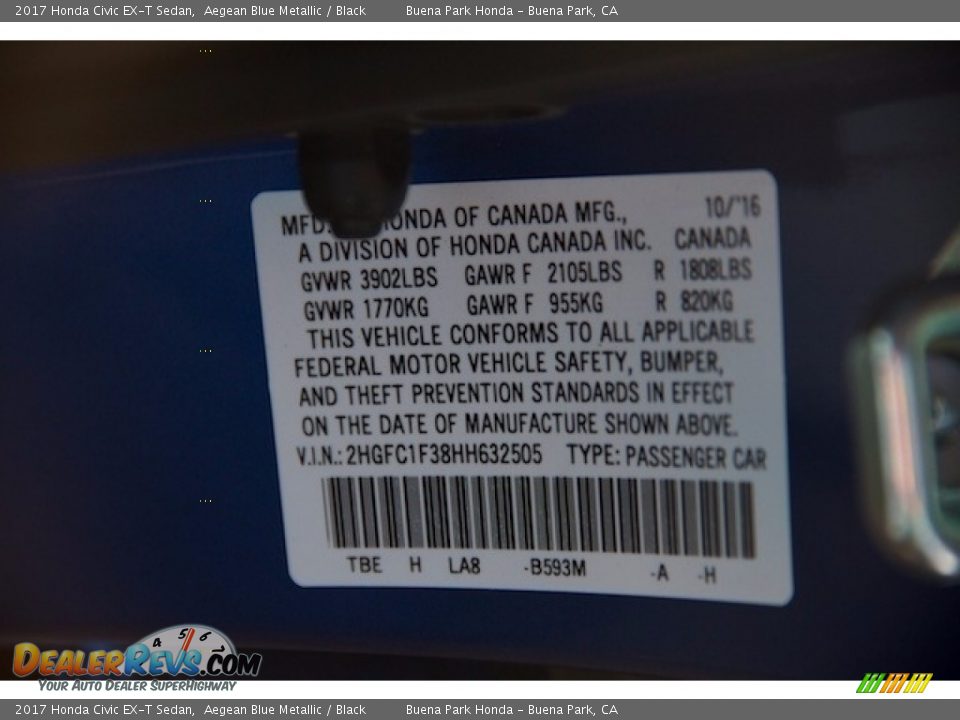 2017 Honda Civic EX-T Sedan, Aegean Blue Metallic / Black Buena Park Honda - Buena Park, CA
10/'16
MFD. HONDA OF CANADA MFG.,
A DIVISION OF HONDA CANADA INC. CANADA
GVWR 3902LBS GAWR F 2105LBS R 1808LBS
GVWR 1770KG GAWR F 955KG R 820KG
THIS VEHICLE CONFORMS TO ALL APPLICABLE
FEDERAL MOTOR VEHICLE SAFETY, BUMPER,
AND THEFT PREVENTION STANDARDS IN EFFECT
ON THE DATE OF MANUFACTURE SHOWN ABOVE.
V.I.N.: 2HGFC1F38HH632505 TYPE: PASSENGER CAR
TBE H LA8 -B593M -A -H
4 5 6
DEALERREVS.COM
YOUR AUTO DEALER SUPERHIGHWAY
2017 Honda Civic EX-T Sedan, Aegean Blue Metallic / Black Buena Park Honda - Buena Park, CA